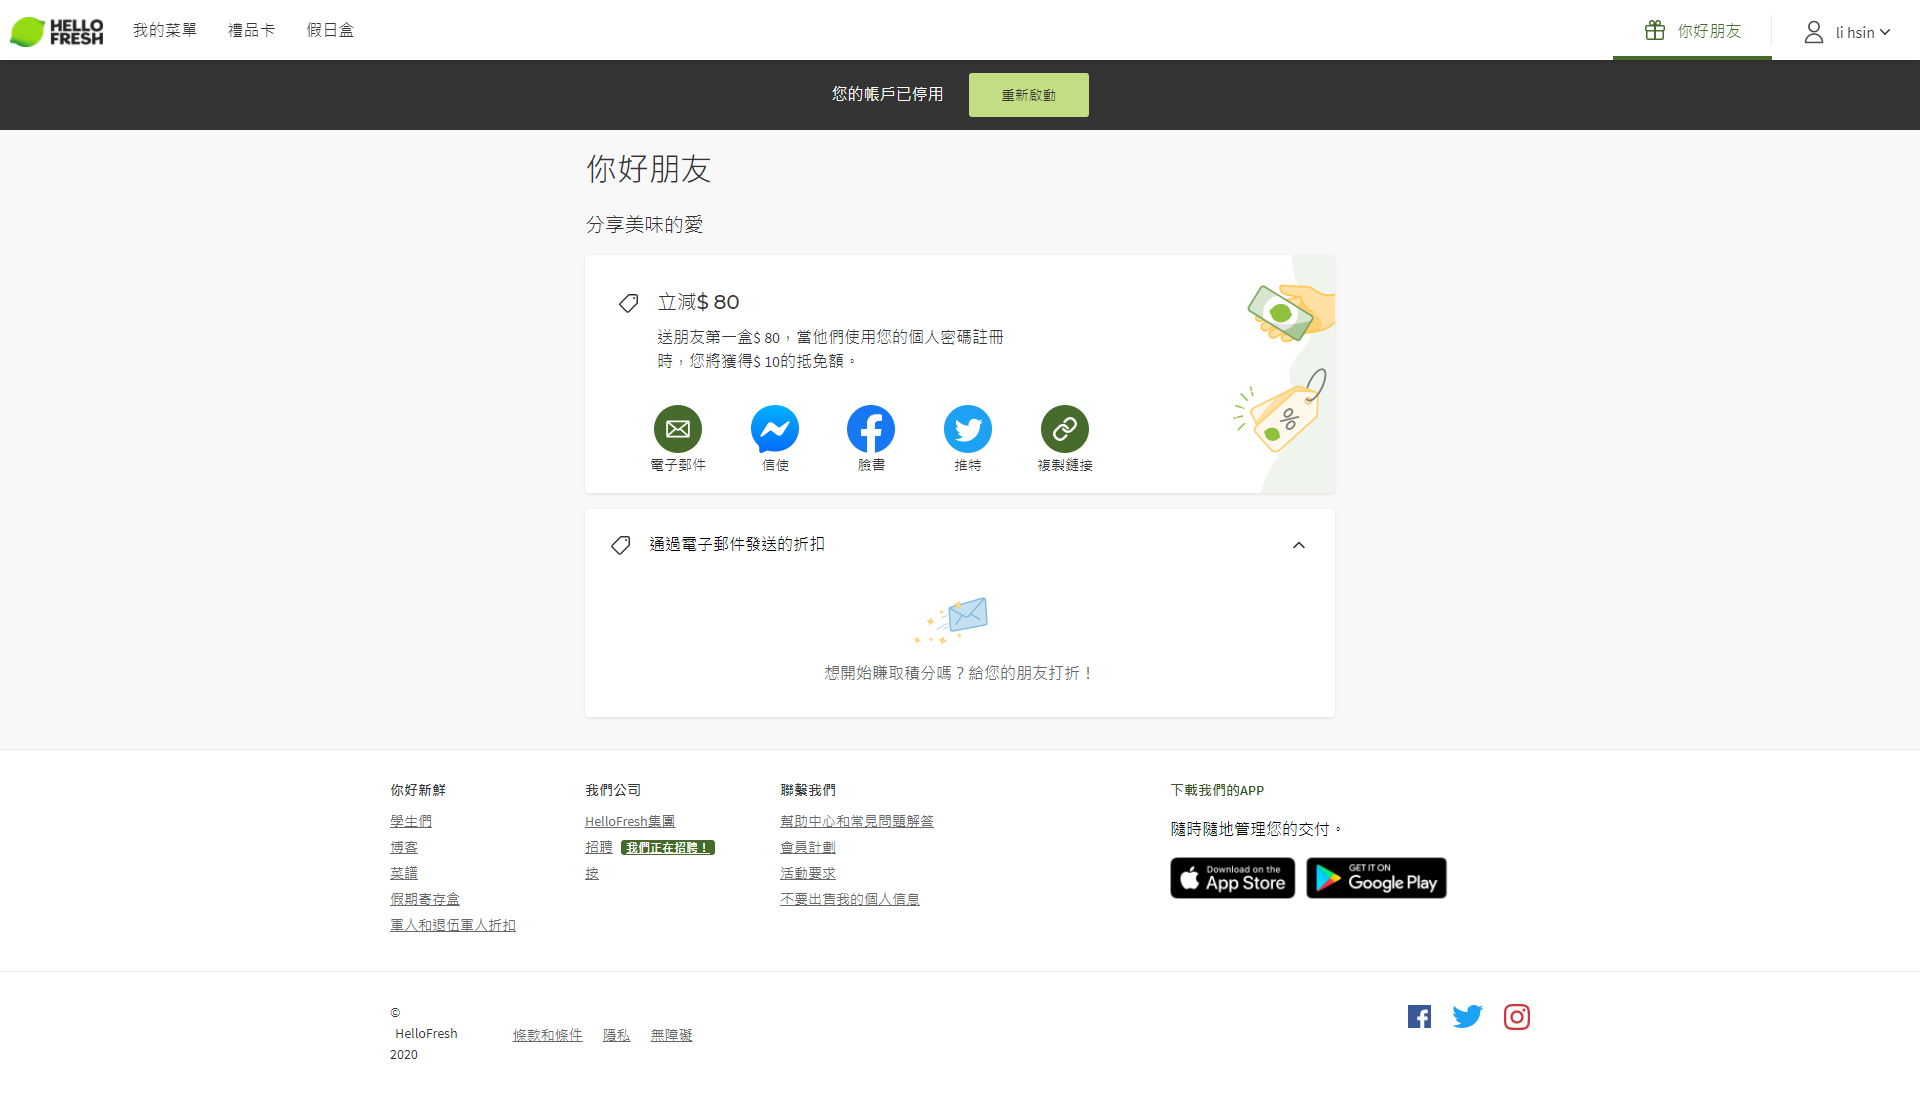 HELLO
FRESH
我的菜單
禮品卡
假日盒
你好朋友
li hsin
您的帳戶已停用
重新啟動
你好朋友
分享美味的愛
立減$ 80
送朋友第一盒$ 80，當他們使用您的個人密碼註冊
時，您將獲得$ 10的抵免額。
電子郵件
信使
臉書
推特
複製鏈接
%
通過電子郵件發送的折扣
想開始賺取積分嗎？給您的朋友打折！
你好新鮮
學生們
博客
菜譜
假期寄存盒
軍人和退伍軍人折扣
我們公司
HelloFresh集團
招聘 我們正在招聘！
按
聯繫我們
幫助中心和常見問題解答
會員計劃
活動要求
不要出售我的個人信息
下載我們的APP
隨時隨地管理您的交付。
Download on the
App Store
GET IT ON
Google Play
©
HelloFresh
2020
條款和條件
隱私
無障礙